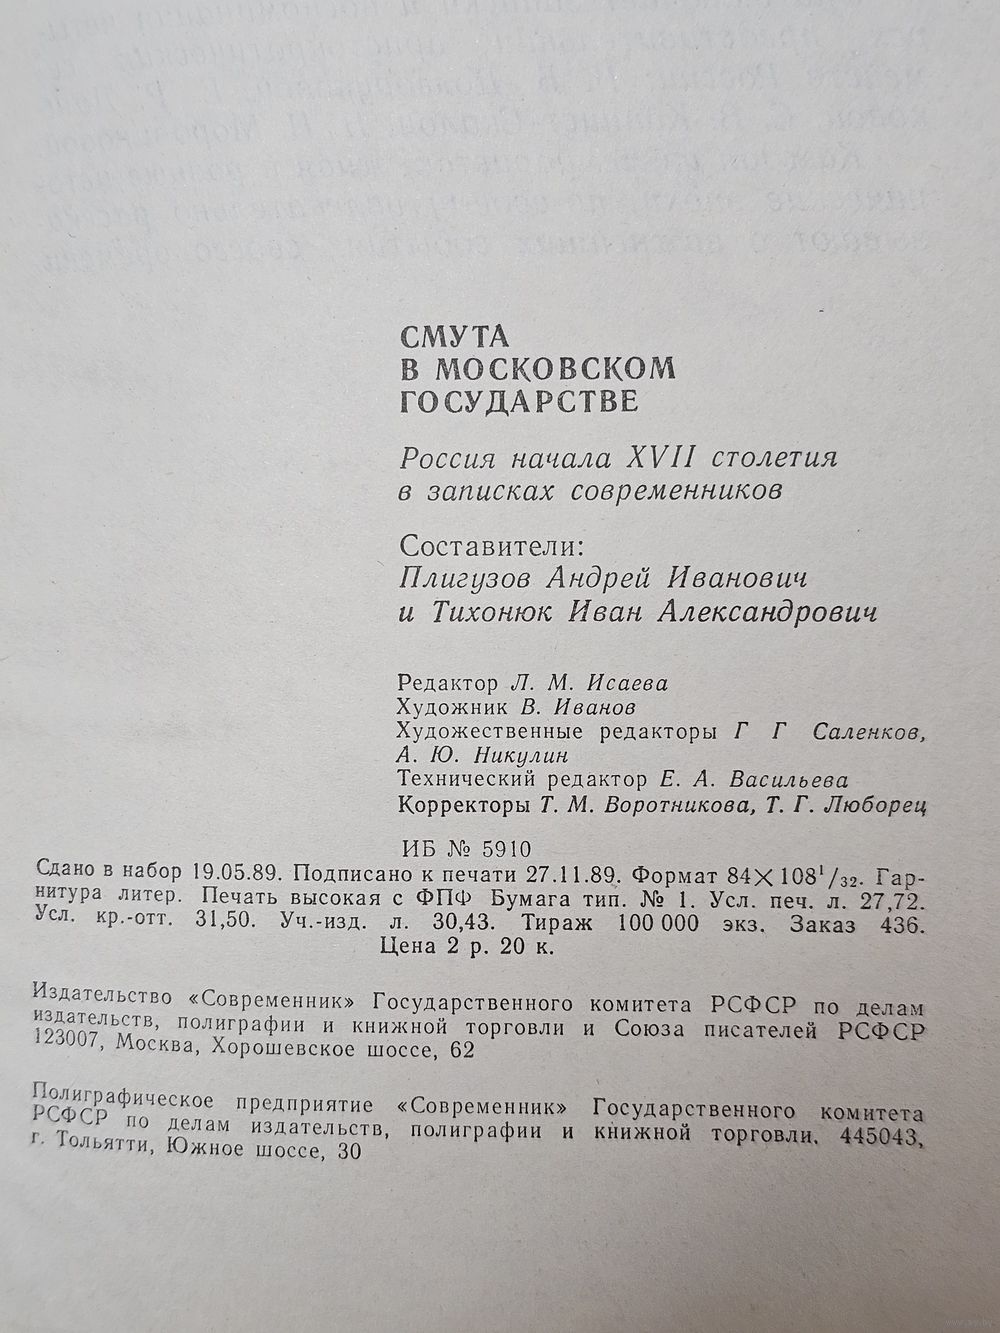 СМУТА
В МОСКОВСКОМ
ГОСУДАРСТВЕ
Россия начала XVII столетия
в записках современников
Составители:
Плигузов Андрей Иванович
и Тихонюк Иван Александрович
Редактор Л. М. Исаева
Художник В. Иванов
Художественные редакторы Г Г Саленков,
А. Ю. Никулин
Технический редактор Е. А. Васильева
Корректоры Т. М. Воротникова, Т. Г. Люборец
ИБ № 5910
Сдано в набор 19.05.89. Подписано к печати 27.11.89. Формат 84×108¹/₃₂. Гар-
нитура литер. Печать высокая с ФПФ Бумага тип. № 1. Усл. печ. л. 27,72.
Усл. кр.-отт. 31,50. Уч.-изд. л. 30,43. Тираж 100 000 экз. Заказ 436.
Цена 2 р. 20 к.
Издательство «Современник» Государственного комитета РСФСР по делам
издательств, полиграфии и книжной торговли и Союза писателей РСФСР
123007, Москва, Хорошевское шоссе, 62
Полиграфическое предприятие «Современник» Государственного комитета
РСФСР по делам издательств, полиграфии и книжной торговли. 445043,
г. Тольятти, Южное шоссе, 30